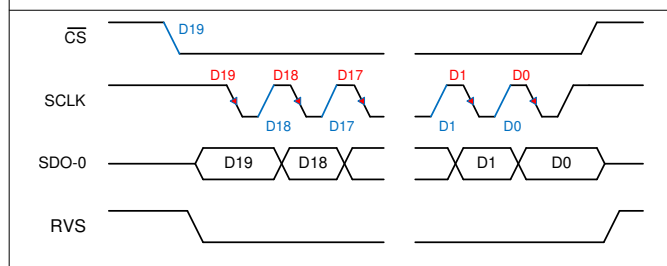 CS D19
D19 D18 D17 D1 D0
SCLK
D18 D17 D1 D0
SDO-0 D19 D18 D1 D0
RVS